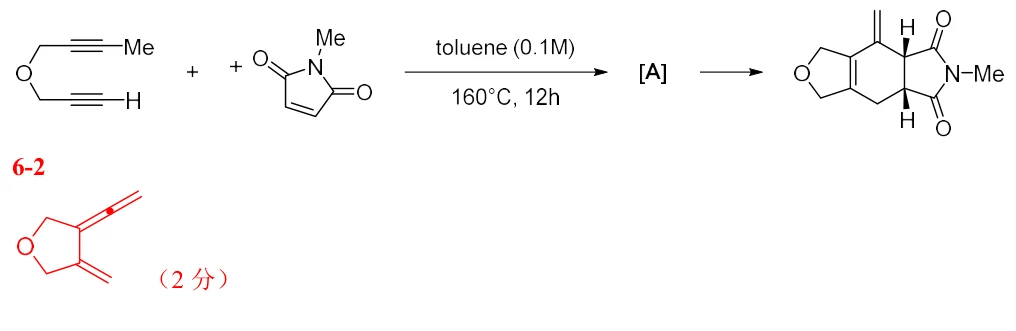 Me
O
H
+
+
O
N
Me
O
toluene (0.1M)
160°C, 12h
[A]
O
H
H
O
N-Me
O
6-2
O
（2 分）